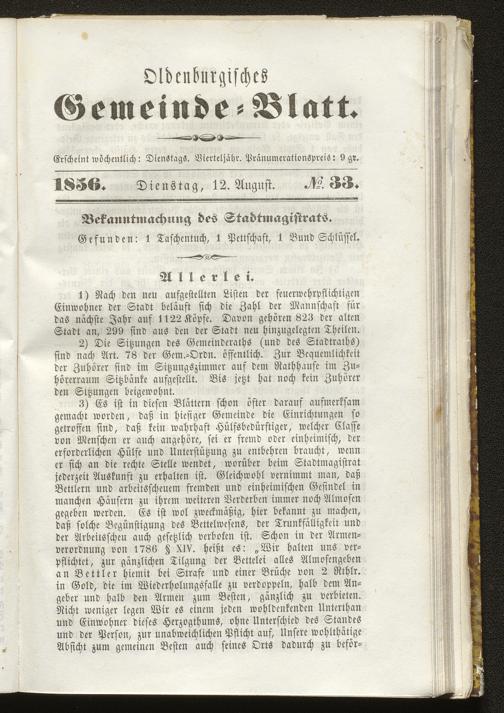 Oldenburgisches
Gemeinde-Blatt.
Erscheint wöchentlich: Dienstags. Vierteljähr. Pränumerationspreis: 9 gr.
1856. Dienstag, 12. August. № 33.
Bekanntmachung des Stadtmagistrats.
Gefunden: 1 Taschentuch, 1 Pettschaft, 1 Bund Schlüssel.
Allerlei.
1) Nach den neu aufgestellten Listen der feuerwehrpflichtigen
Einwohner der Stadt beläuft sich die Zahl der Mannschaft für
das nächste Jahr auf 1122 Köpfe. Davon gehören 823 der alten
Stadt an, 299 sind aus den der Stadt neu hinzugelegten Theilen.
2) Die Sitzungen des Gemeinderaths (und des Stadtraths)
sind nach Art. 78 der Gem.-Ordn. öffentlich. Zur Bequemlichkeit
der Zuhörer sind im Sitzungszimmer auf dem Rathhause im Zu-
hörerraum Sitzbänke aufgestellt. Bis jetzt hat noch kein Zuhörer
den Sitzungen beigewohnt.
3) Es ist in diesen Blättern schon öfter darauf aufmerksam
gemacht worden, daß in hiesiger Gemeinde die Einrichtungen so
getroffen sind, daß kein wahrhaft Hülfsbedürftiger, welcher Classe
von Menschen er auch angehöre, sei er fremd oder einheimisch, der
erforderlichen Hülfe und Unterstützung zu entbehren braucht, wenn
er sich an die rechte Stelle wendet, worüber beim Stadtmagistrat
jederzeit Auskunft zu erhalten ist. Gleichwohl vernimmt man, daß
Bettlern und arbeitsscheuem fremden und einheimischen Gesindel in
manchen Häusern zu ihrem weiteren Verderben immer noch Almosen
gegeben werden. Es ist wol zweckmäßig, hier bekannt zu machen,
daß solche Begünstigung des Bettelwesens, der Trunkfälligkeit und
der Arbeitsscheu auch gesetzlich verboten ist. Schon in der Armen-
verordnung von 1786 § XIV. heißt es: „Wir halten uns ver-
pflichtet, zur gänzlichen Tilgung der Bettelei alles Almosengeben
an Bettler hiemit bei Strafe und einer Brüche von 2 Rthlr.
in Gold, die im Wiederholungsfalle zu verdoppeln, halb dem An-
geber und halb den Armen zum Besten, gänzlich zu verbieten.
Nicht weniger legen Wir es einem jeden wohldenkenden Unterthan
und Einwohner dieses Herzogthums, ohne Unterschied des Standes
und der Person, zur unabweichlichen Pflicht auf, Unsere wohlthätige
Absicht zum gemeinen Besten auch seines Orts dadurch zu beför-